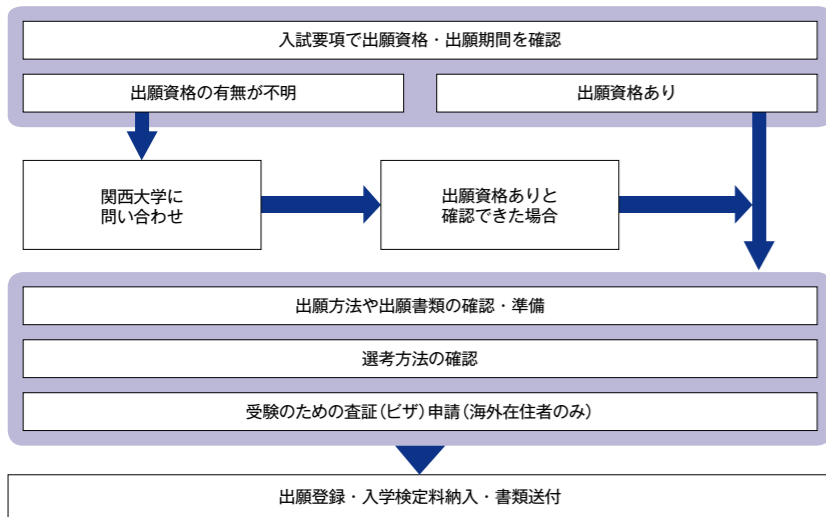 入試要項で出願資格・出願期間を確認
出願資格の有無が不明
出願資格あり
関西大学に
問い合わせ
出願資格ありと
確認できた場合
出願方法や出願書類の確認・準備
選考方法の確認
受験のための査証(ビザ)申請(海外在住者のみ)
出願登録・入学検定料納入・書類送付